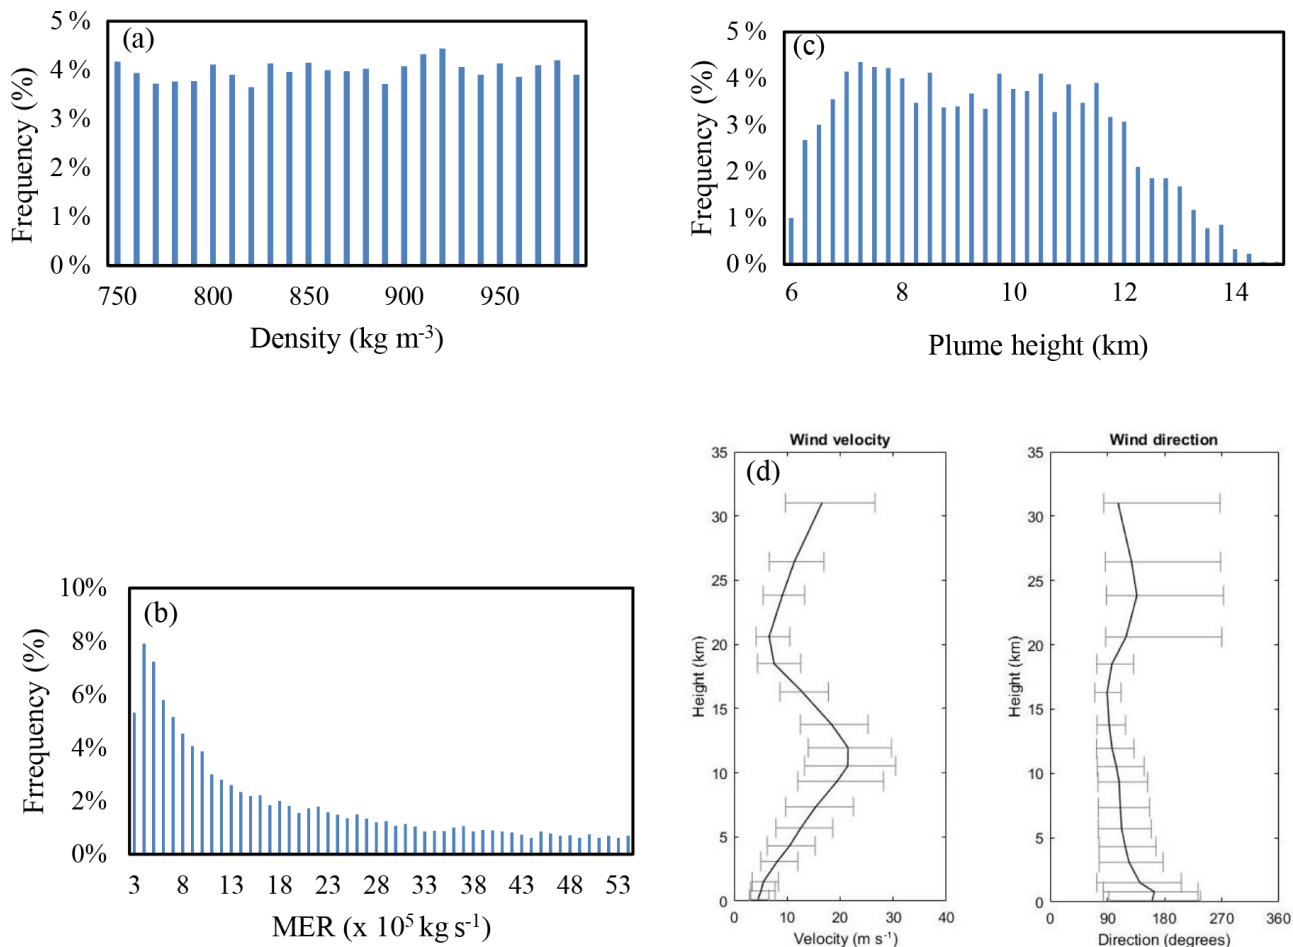 (a)
5 %
4 %
3 %
2 %
1 %
0 %
Frequency (%)
750 800 850 900 950
Density (kg m-3)
(c)
5 %
4 %
3 %
2 %
1 %
0 %
Frequency (%)
6 8 10 12 14
Plume height (km)
(b)
10%
8%
6%
4%
2%
0%
Frrequency (%)
3 8 13 18 23 28 33 38 43 48 53
MER (x 105 kg s-1)
Wind velocity
(d)
35
30
25
20
15
10
5
0
Height (km)
0 10 20 30 40
Velocity (m s-1)
Wind direction
35
30
25
20
15
10
5
0
Height (km)
0 90 180 270 360
Direction (degrees)